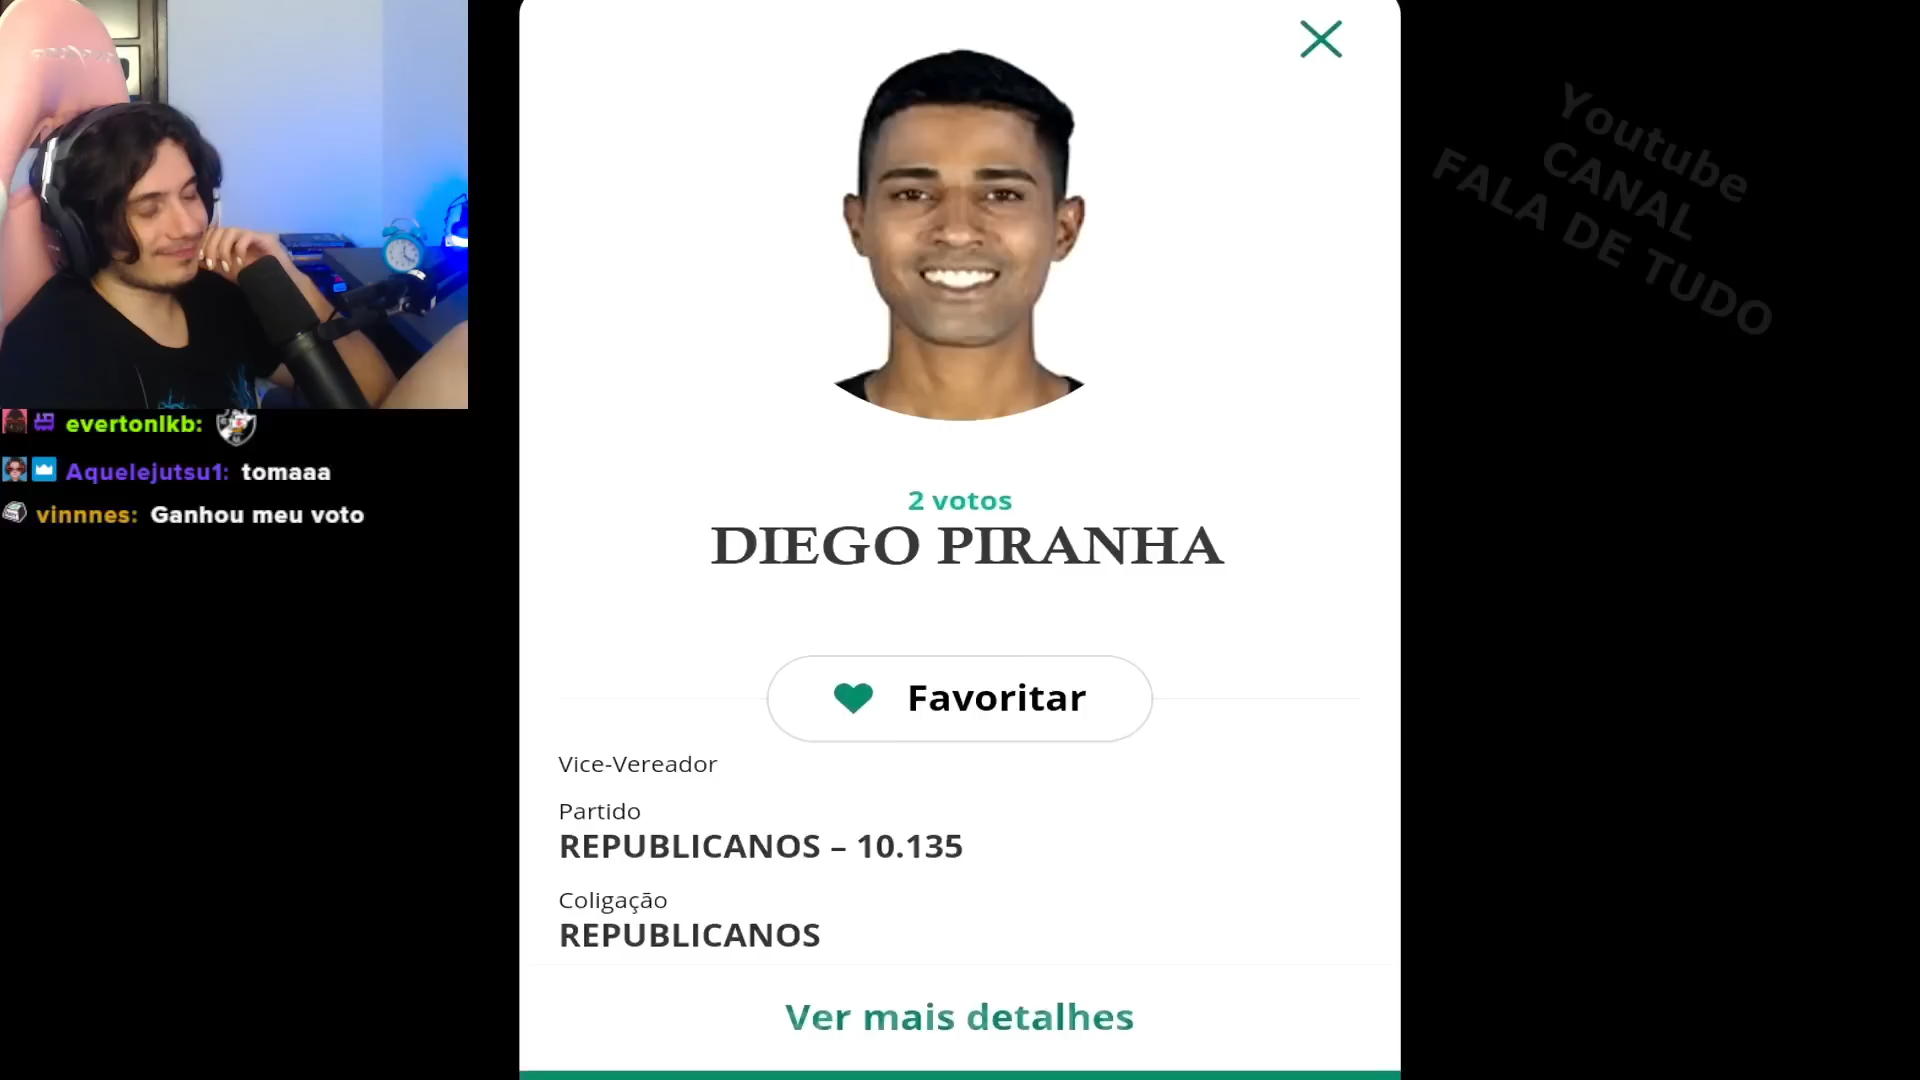 evertonlkb:
Aquelejutsu1: tomaaa
vinnnes: Ganhou meu voto
2 votos
DIEGO PIRANHA
Favoritar
Vice-Vereador
Partido
REPUBLICANOS – 10.135
Coligação
REPUBLICANOS
Ver mais detalhes
Youtube
CANAL
FALA DE TUDO